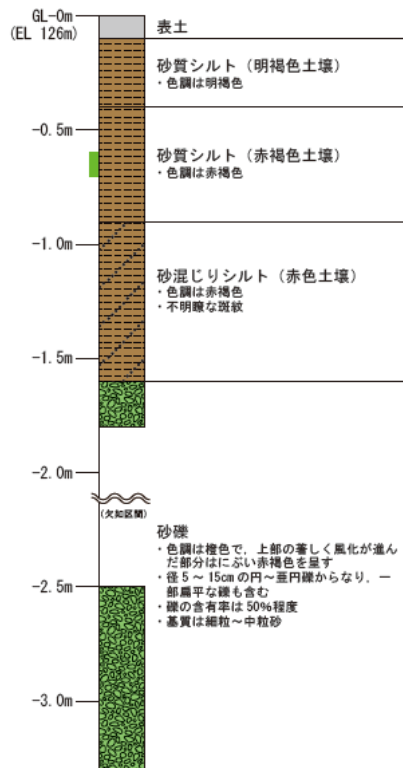 GL-0m
(EL 126m)
表土
砂質シルト（明褐色土壌）
・色調は明褐色
-0.5m
砂質シルト（赤褐色土壌）
・色調は赤褐色
-1.0m
砂混じりシルト（赤色土壌）
・色調は赤褐色
・不明瞭な斑紋
-1.5m
-2.0m
(欠如区間)
砂礫
・色調は橙色で，上部の著しく風化が進ん
だ部分はにぶい赤褐色を呈す
・径 5 ～ 15cm の円～亜円礫からなり，一
部扁平な礫も含む
・礫の含有率は 50%程度
・基質は細粒～中粒砂
-2.5m
-3.0m